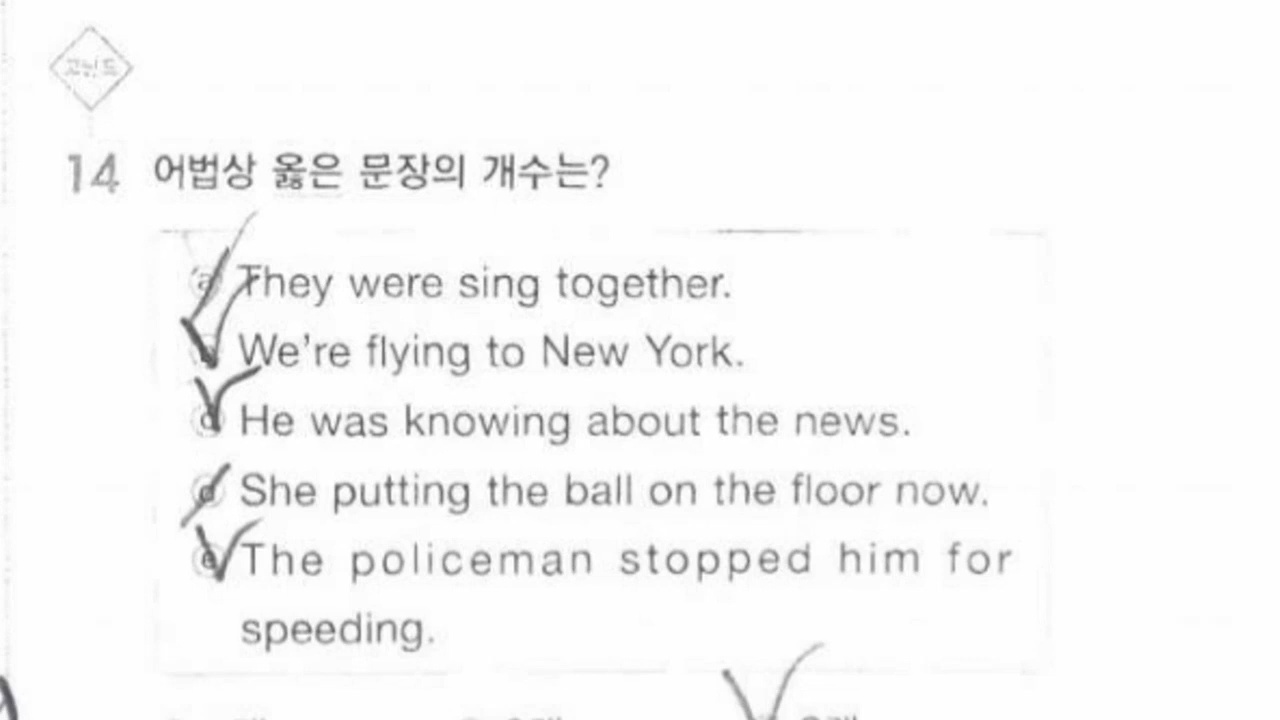 고난도
14 어법상 옳은 문장의 개수는?
ⓐ They were sing together.
ⓑ We're flying to New York.
ⓒ He was knowing about the news.
ⓓ She putting the ball on the floor now.
ⓔ The policeman stopped him for
speeding.